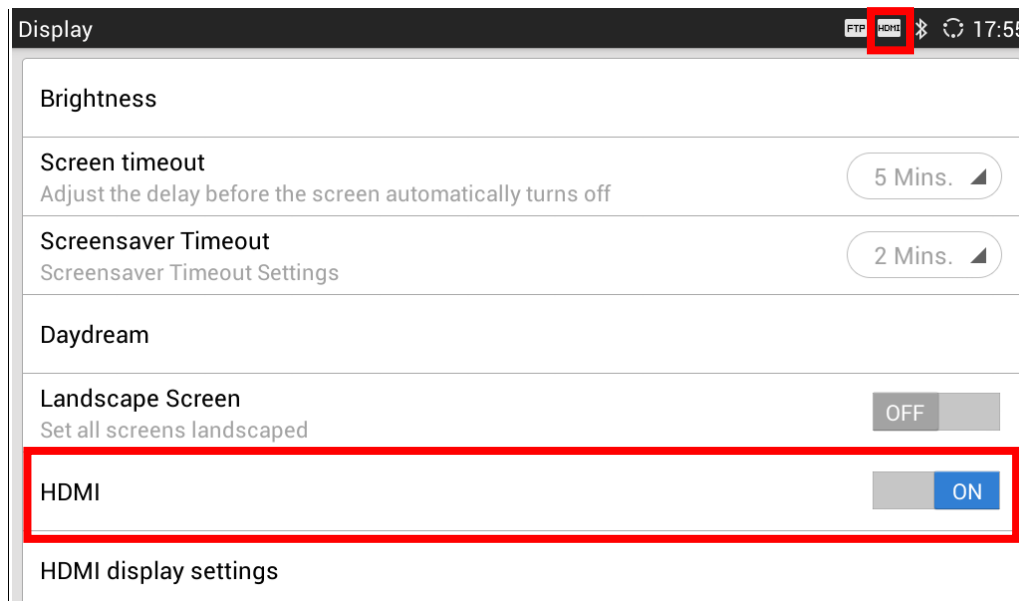 Display FTP HDMI 17:55
Brightness
Screen timeout
Adjust the delay before the screen automatically turns off
5 Mins.
Screensaver Timeout
Screensaver Timeout Settings
2 Mins.
Daydream
Landscape Screen
Set all screens landscaped
OFF
HDMI ON
HDMI display settings